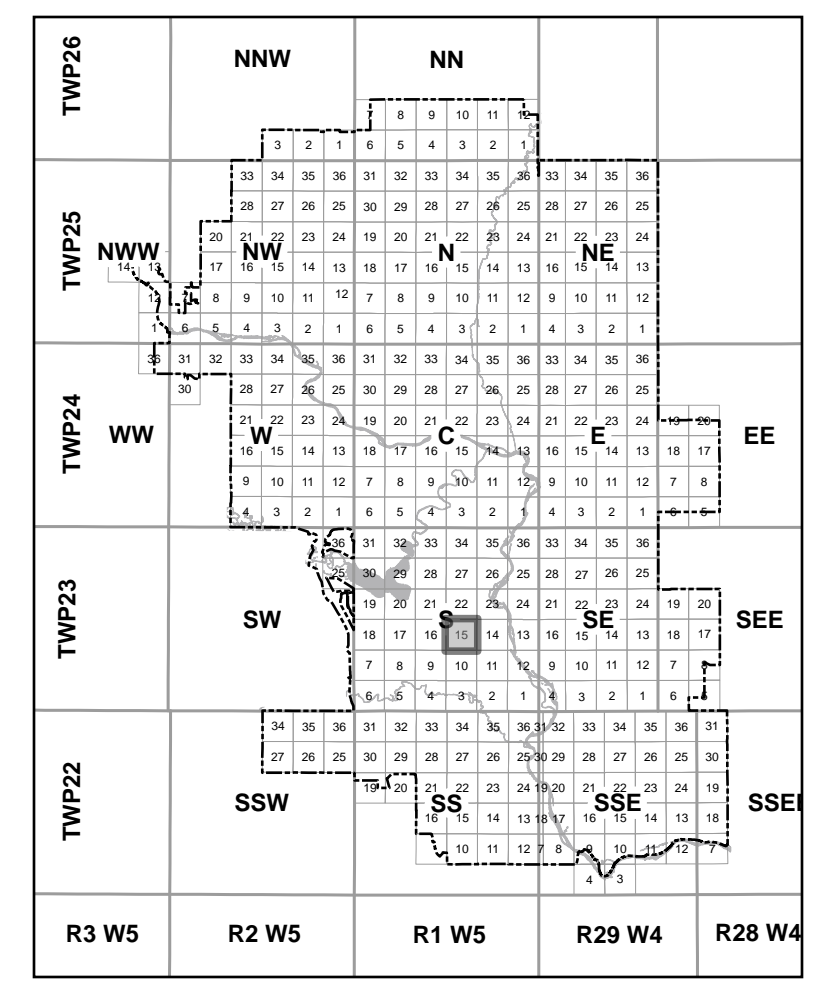 NNW NN
TWP26
7 8 9 10 11 12
3 2 1 6 5 4 3 2 1
33 34 35 36 31 32 33 34 35 36 33 34 35 36
28 27 26 25 30 29 28 27 26 25 28 27 26 25
20 21 22 23 24 19 20 21 22 23 24 21 22 23 24
TWP25
NWW NW N NE
14 13 17 16 15 14 13 18 17 16 15 14 13 16 15 14 13
12 7 8 9 10 11 12 7 8 9 10 11 12 9 10 11 12
1 6 5 4 3 2 1 6 5 4 3 2 1 4 3 2 1
36 31 32 33 34 35 36 31 32 33 34 35 36 33 34 35 36
30 28 27 26 25 30 29 28 27 26 25 28 27 26 25
21 22 23 24 19 20 21 22 23 24 21 22 23 24 19 20
TWP24
WW W C E EE
16 15 14 13 18 17 16 15 14 13 16 15 14 13 18 17
9 10 11 12 7 8 9 10 11 12 9 10 11 12 7 8
4 3 2 1 6 5 4 3 2 1 4 3 2 1 6 5
36 31 32 33 34 35 36 33 34 35 36
25 30 29 28 27 26 25 28 27 26 25
19 20 21 22 23 24 21 22 23 24 19 20
TWP23
SW S SE SEE
18 17 16 15 14 13 16 15 14 13 18 17
7 8 9 10 11 12 9 10 11 12 7 8
6 5 4 3 2 1 4 3 2 1 6
34 35 36 31 32 33 34 35 36 31 32 33 34 35 36 31
27 26 25 30 29 28 27 26 25 30 29 28 27 26 25 30
19 20 21 22 23 24 19 20 21 22 23 24 19
TWP22
SSW SS SSE
16 15 14 13 18 17 16 15 14 13 18
10 11 12 7 8 9 10 11 12 7
4 3
R3 W5 R2 W5 R1 W5 R29 W4 R28 W4